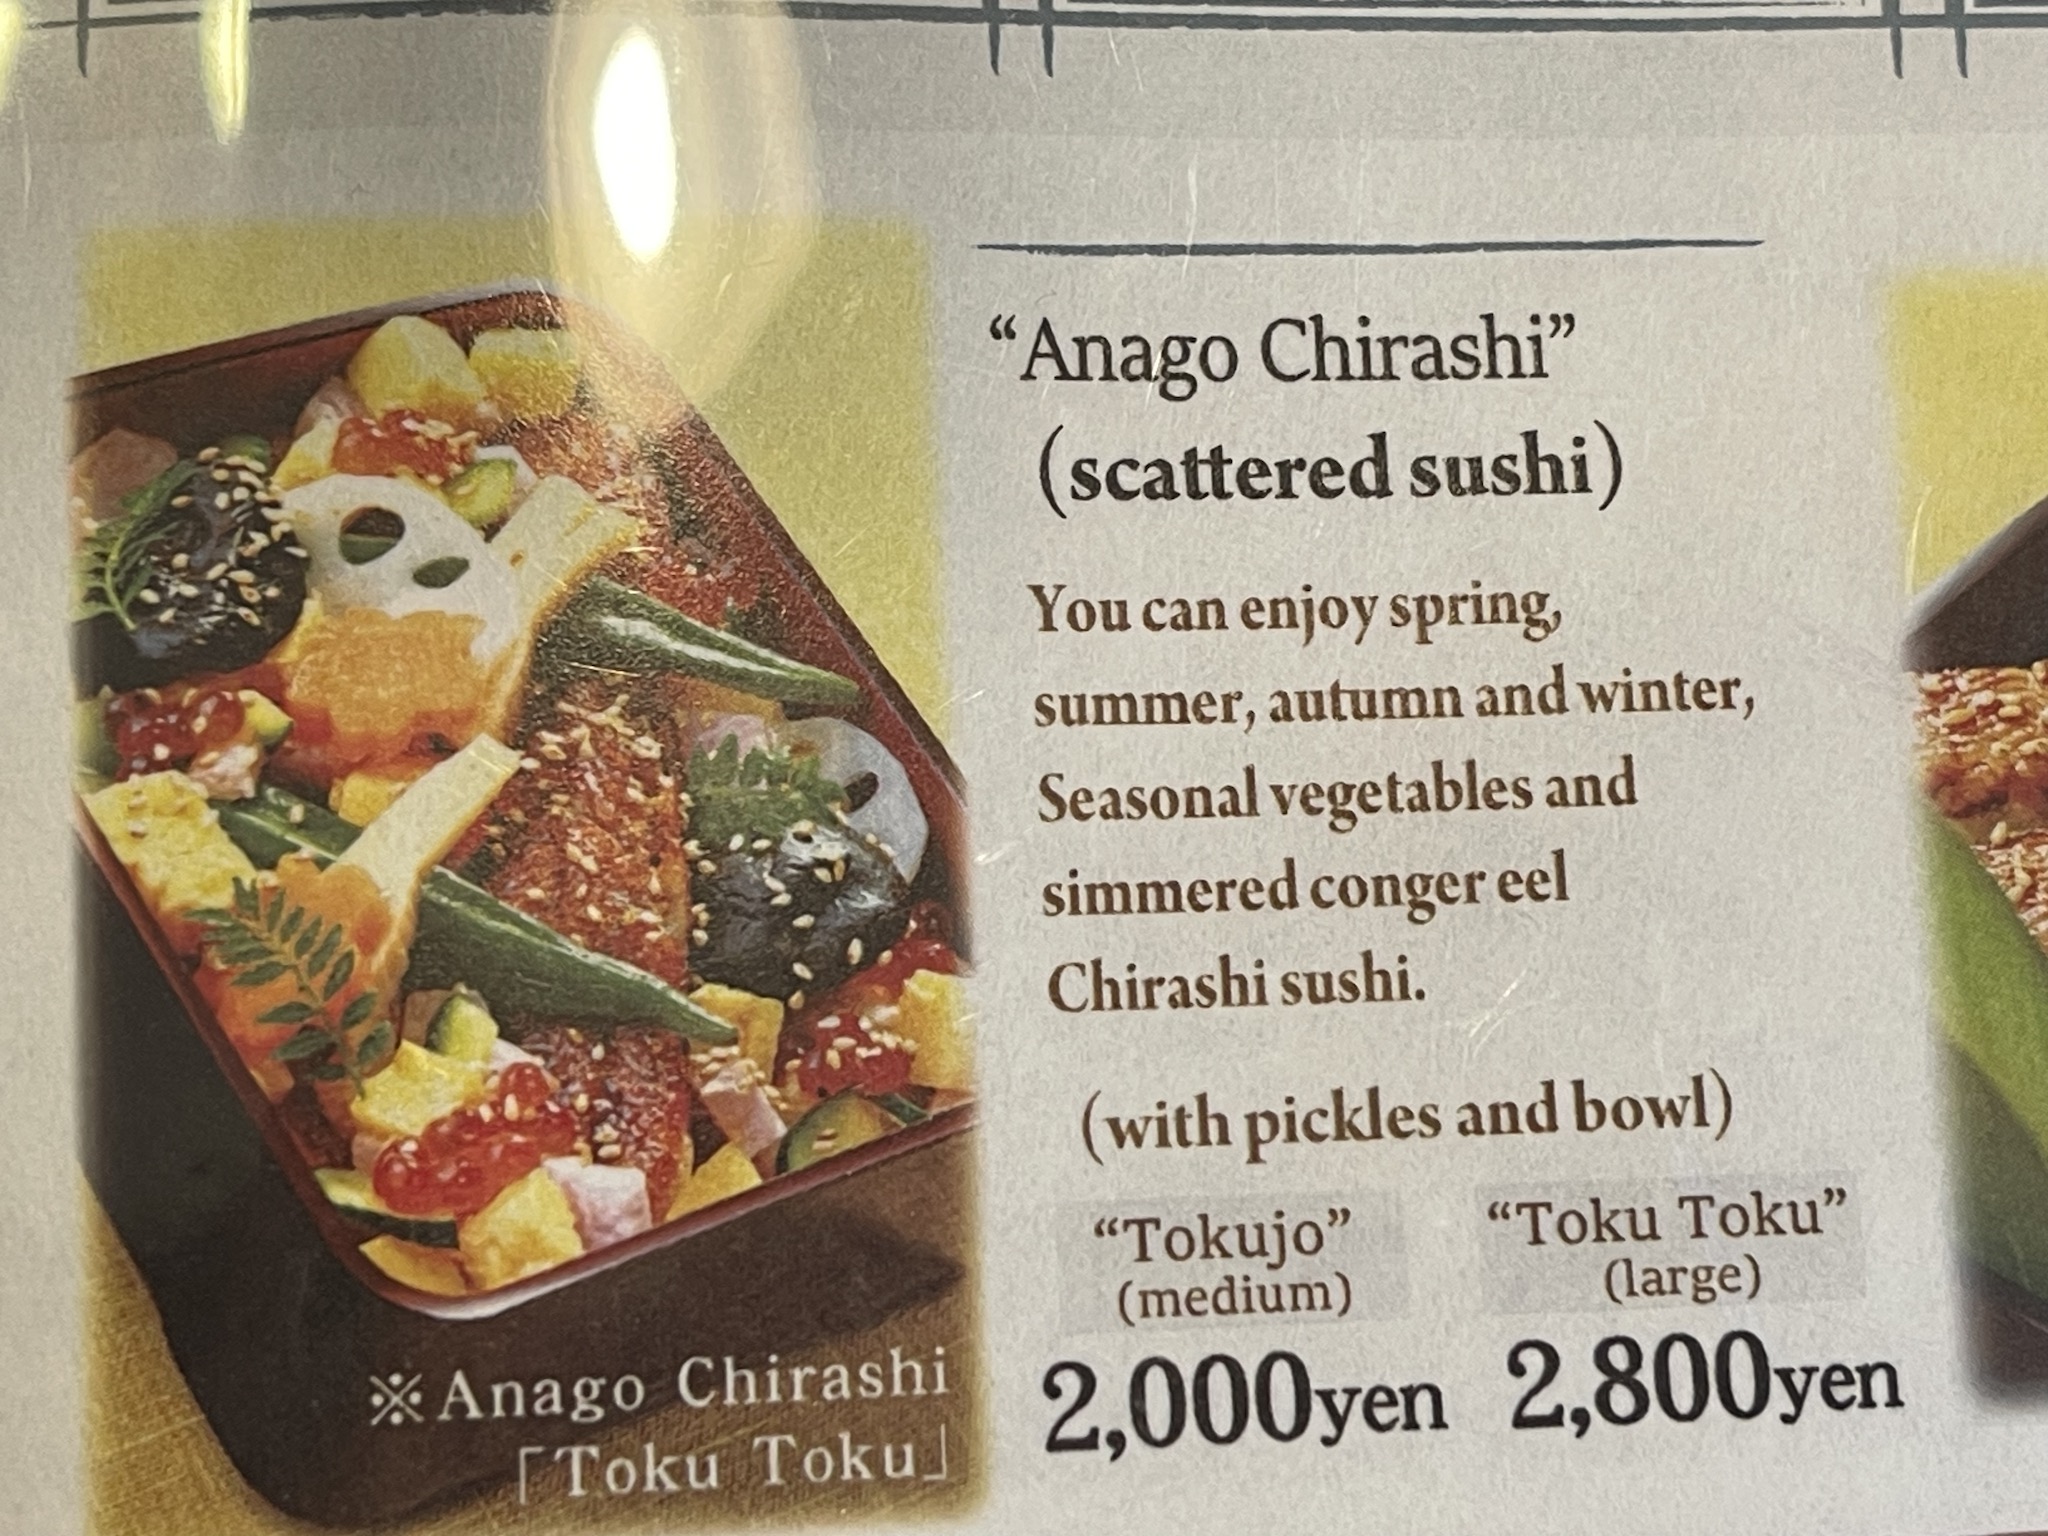 “Anago Chirashi”
(scattered sushi)
You can enjoy spring,
summer, autumn and winter,
Seasonal vegetables and
simmered conger eel
Chirashi sushi.
(with pickles and bowl)
“Tokujo”
(medium)
2,000yen
“Toku Toku”
(large)
2,800yen
※Anago Chirashi
「Toku Toku」